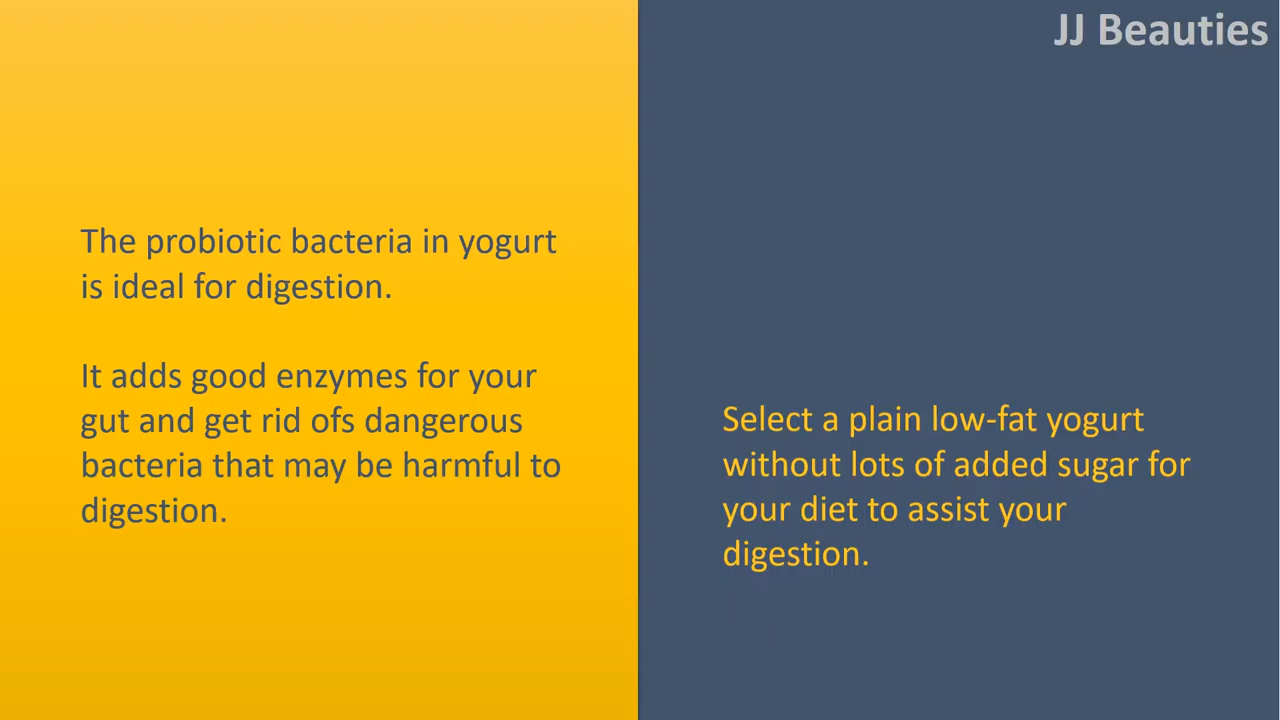 JJ Beauties
The probiotic bacteria in yogurt
is ideal for digestion.
It adds good enzymes for your
gut and get rid ofs dangerous
bacteria that may be harmful to
digestion.
Select a plain low-fat yogurt
without lots of added sugar for
your diet to assist your
digestion.